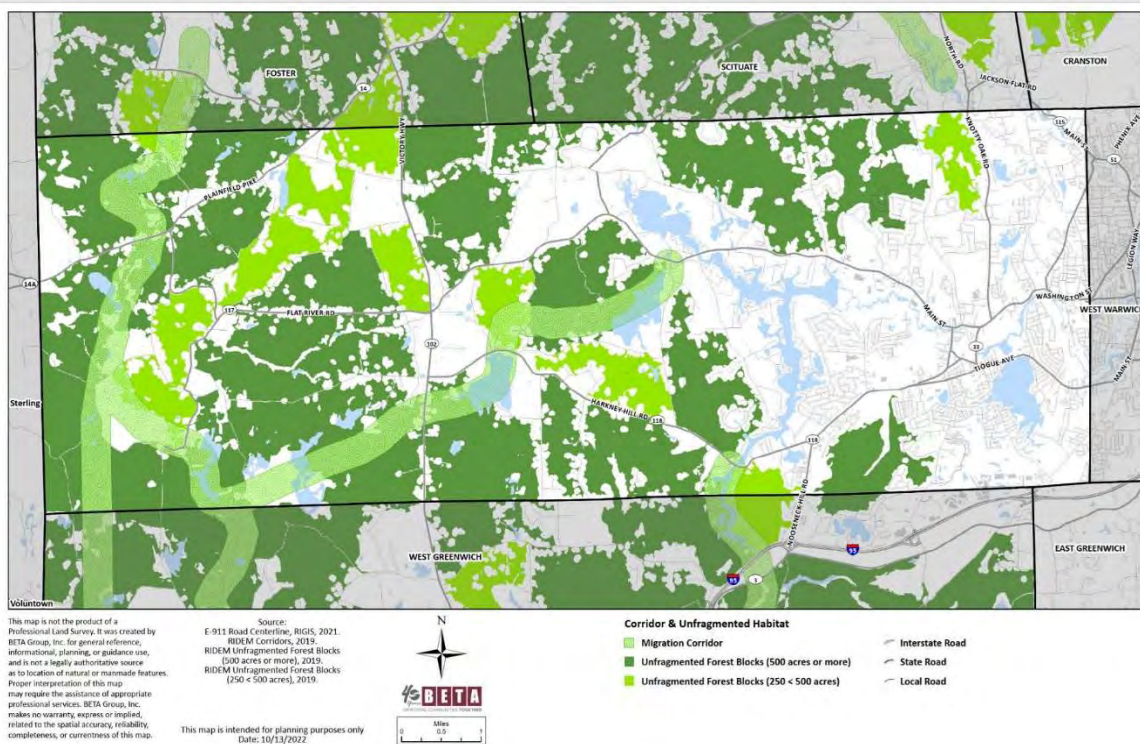 FOSTER
SCITUATE
CRANSTON
NORTH RD
JACKSON FLAT RD
14
VICTORY HWY
KNOTTY OAK RD
115
MAIN ST
PHENIX AVE
51
PLAINFIELD PIKE
LEGION WAY
14A
117
FLAT RIVER RD
WASHINGTON ST
WEST WARWICK
MAIN ST
33
102
TIOGUE AVE
MAIN ST
Sterling
HARKNEY HILL RD
118
118
NOOSENECK HILL RD
WEST GREENWICH
EAST GREENWICH
95
95
Voluntown
This map is not the product of a
Professional Land Survey. It was created by
BETA Group, Inc. for general reference,
informational, planning, or guidance use,
and is not a legally authoritative source
as to location of natural or manmade features.
Proper interpretation of this map
may require the assistance of appropriate
professional services. BETA Group, Inc.
makes no warranty, express or implied,
related to the spatial accuracy, reliability,
completeness, or currentness of this map.
Source:
E-911 Road Centerline, RIGIS, 2021.
RIDEM Corridors, 2019.
RIDEM Unfragmented Forest Blocks
(500 acres or more), 2019.
RIDEM Unfragmented Forest Blocks
(250 < 500 acres), 2019.
This map is intended for planning purposes only
Date: 10/13/2022
N
BETA
Miles
0 0.5 1
Corridor & Unfragmented Habitat
Migration Corridor
Unfragmented Forest Blocks (500 acres or more)
Unfragmented Forest Blocks (250 < 500 acres)
Interstate Road
State Road
Local Road